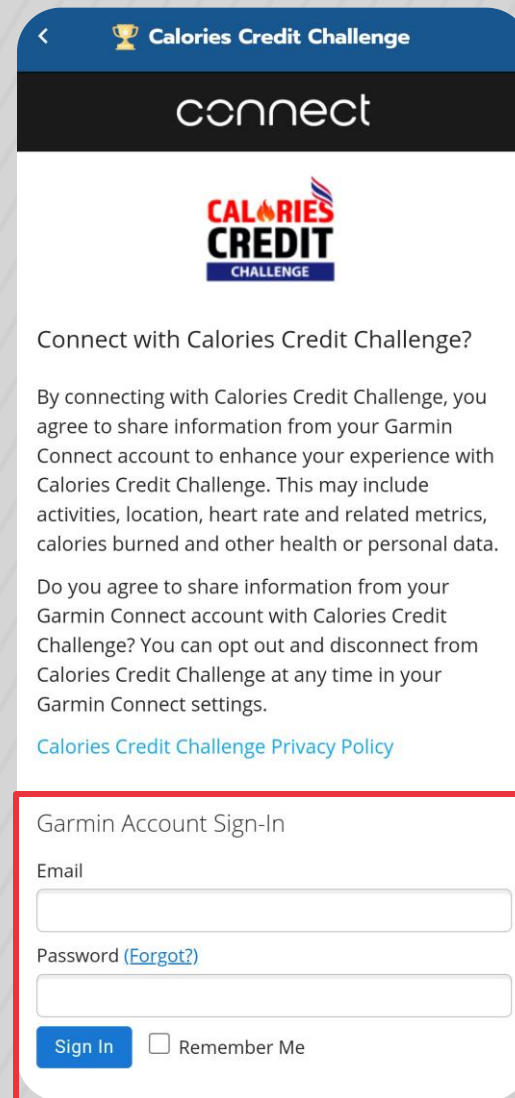 Calories Credit Challenge
connect
CALORIES
CREDIT
CHALLENGE
Connect with Calories Credit Challenge?
By connecting with Calories Credit Challenge, you
agree to share information from your Garmin
Connect account to enhance your experience with
Calories Credit Challenge. This may include
activities, location, heart rate and related metrics,
calories burned and other health or personal data.
Do you agree to share information from your
Garmin Connect account with Calories Credit
Challenge? You can opt out and disconnect from
Calories Credit Challenge at any time in your
Garmin Connect settings.
Calories Credit Challenge Privacy Policy
Garmin Account Sign-In
Email
Password (Forgot?)
Sign In Remember Me